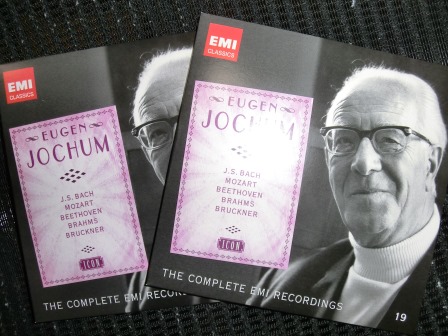 EMI
CLASSICS
EUGEN
JOCHUM
J.S. BACH
MOZART
BEETHOVEN
BRAHMS
BRUCKNER
ICON
THE COMPLETE EMI RECOR
EMI
CLASSICS
EUGEN
JOCHUM
J.S. BACH
MOZART
BEETHOVEN
BRAHMS
BRUCKNER
ICON
THE COMPLETE EMI RECORDINGS
19